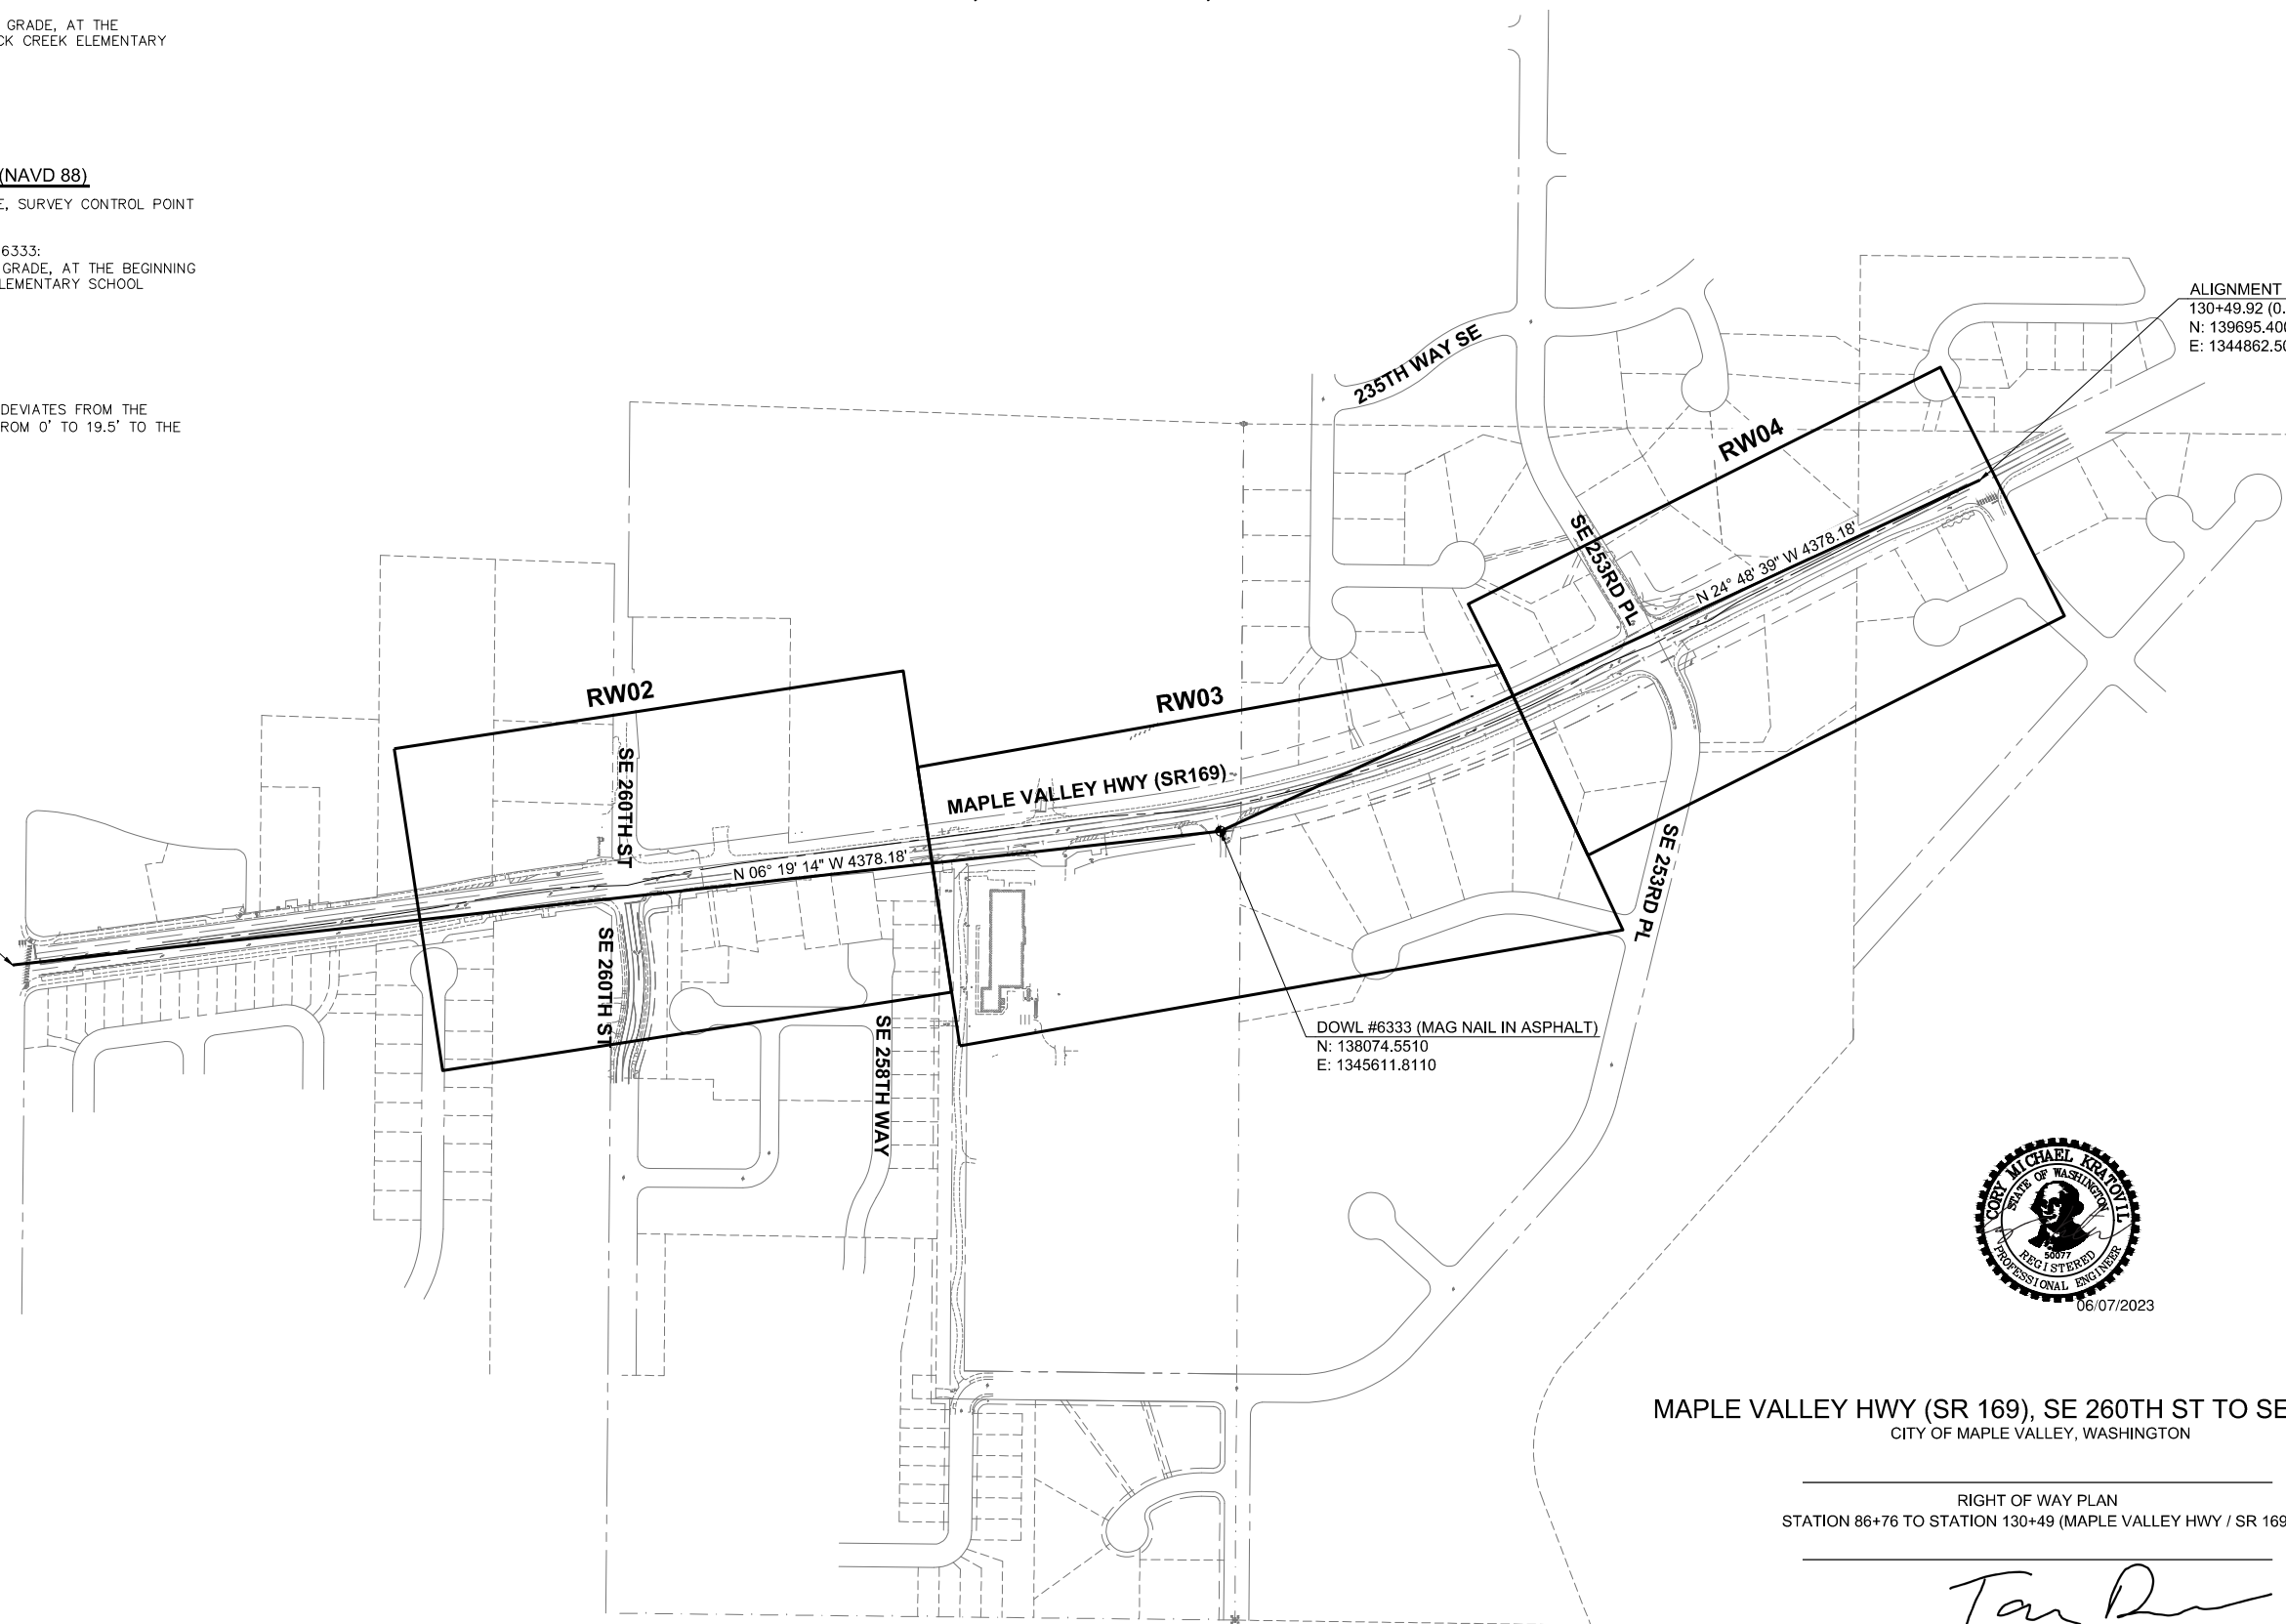 GRADE, AT THE
CK CREEK ELEMENTARY
(NAVD 88)
E, SURVEY CONTROL POINT
6333:
GRADE, AT THE BEGINNING
LEMENTARY SCHOOL
DEVIATES FROM THE
ROM 0' TO 19.5' TO THE
ALIGNMENT
130+49.92 (0.
N: 139695.400
E: 1344862.50
235TH WAY SE
RW04
SE 253RD PL
N 24° 48' 39" W 4378.18'
RW02
RW03
SE 260TH ST
MAPLE VALLEY HWY (SR169)
N 06° 19' 14" W 4378.18'
SE 253RD PL
SE 260TH ST
SE 258TH WAY
DOWL #6333 (MAG NAIL IN ASPHALT)
N: 138074.5510
E: 1345611.8110
CORY MICHAEL KRATOVIL
STATE OF WASHINGTON
50077
REGISTERED
PROFESSIONAL ENGINEER
06/07/2023
MAPLE VALLEY HWY (SR 169), SE 260TH ST TO SE
CITY OF MAPLE VALLEY, WASHINGTON
RIGHT OF WAY PLAN
STATION 86+76 TO STATION 130+49 (MAPLE VALLEY HWY / SR 169